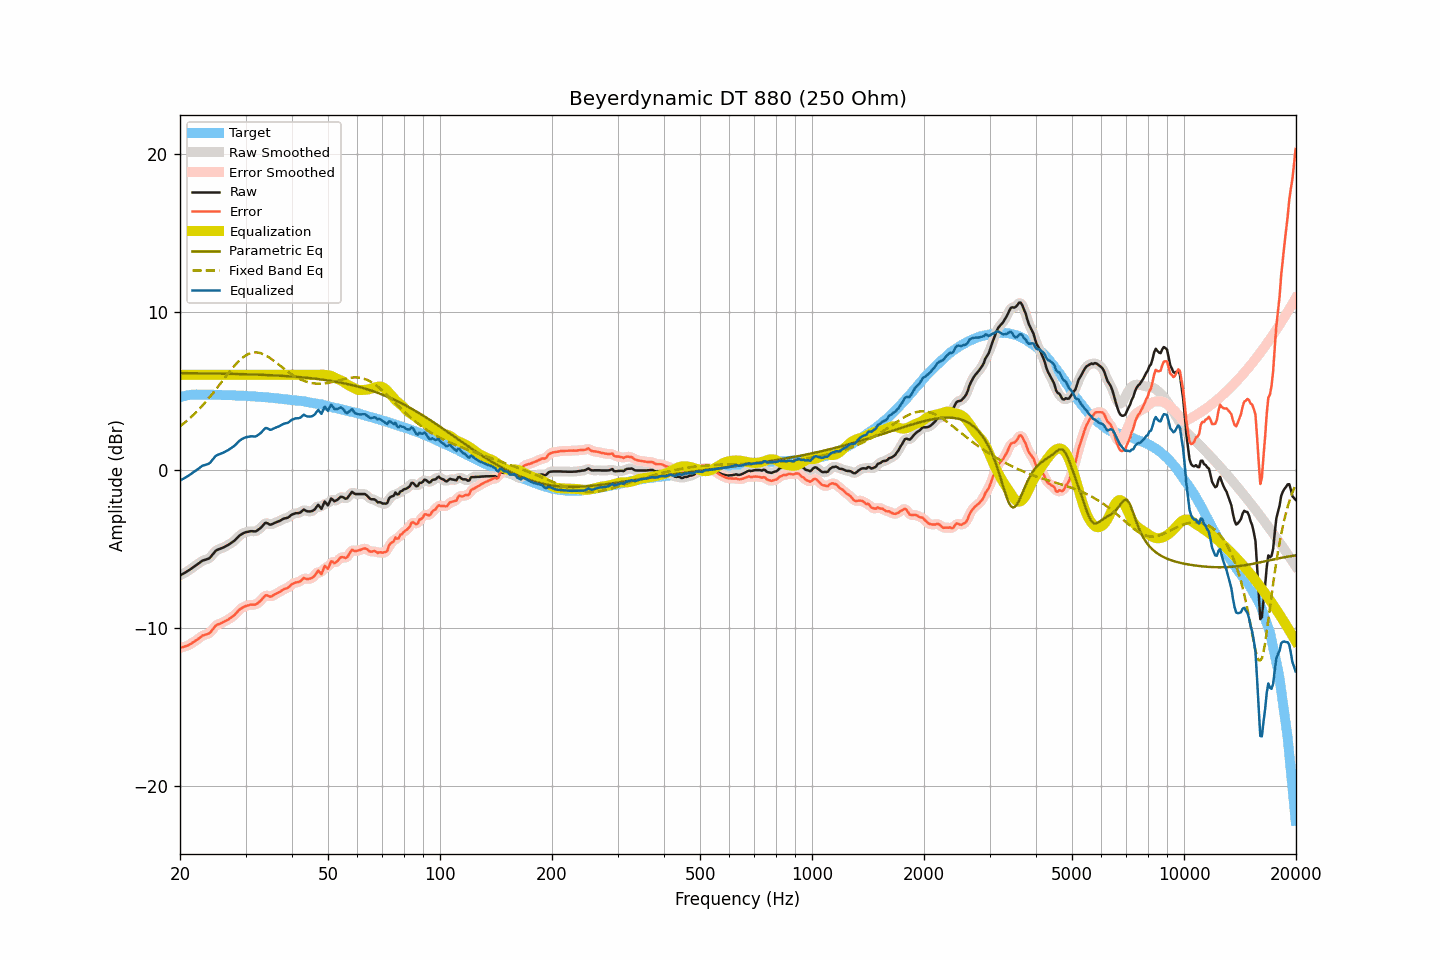 Beyerdynamic DT 880 (250 Ohm)
Target
Raw Smoothed
Error Smoothed
Raw
Error
Equalization
Parametric Eq
Fixed Band Eq
Equalized
20
10
0
−10
−20
Amplitude (dBr)
20 50 100 200 500 1000 2000 5000 10000 20000
Frequency (Hz)